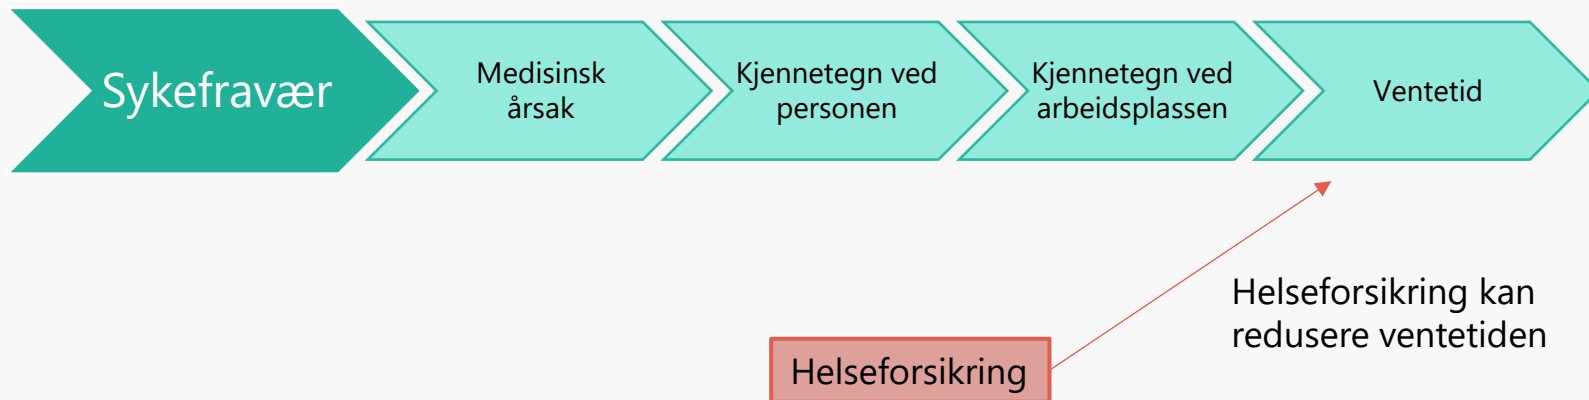 Sykefravær
Medisinsk
årsak
Kjennetegn ved
personen
Kjennetegn ved
arbeidsplassen
Ventetid
Helseforsikring kan
redusere ventetiden
Helseforsikring